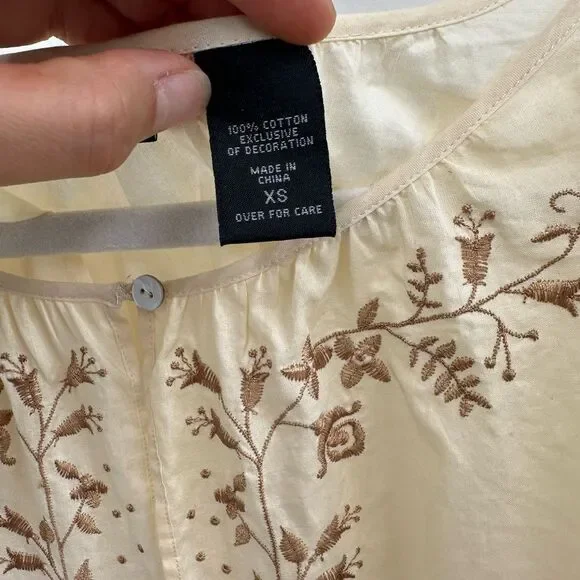 100% COTTON
EXCLUSIVE
OF DECORATION
MADE IN
CHINA
XS
OVER FOR CARE